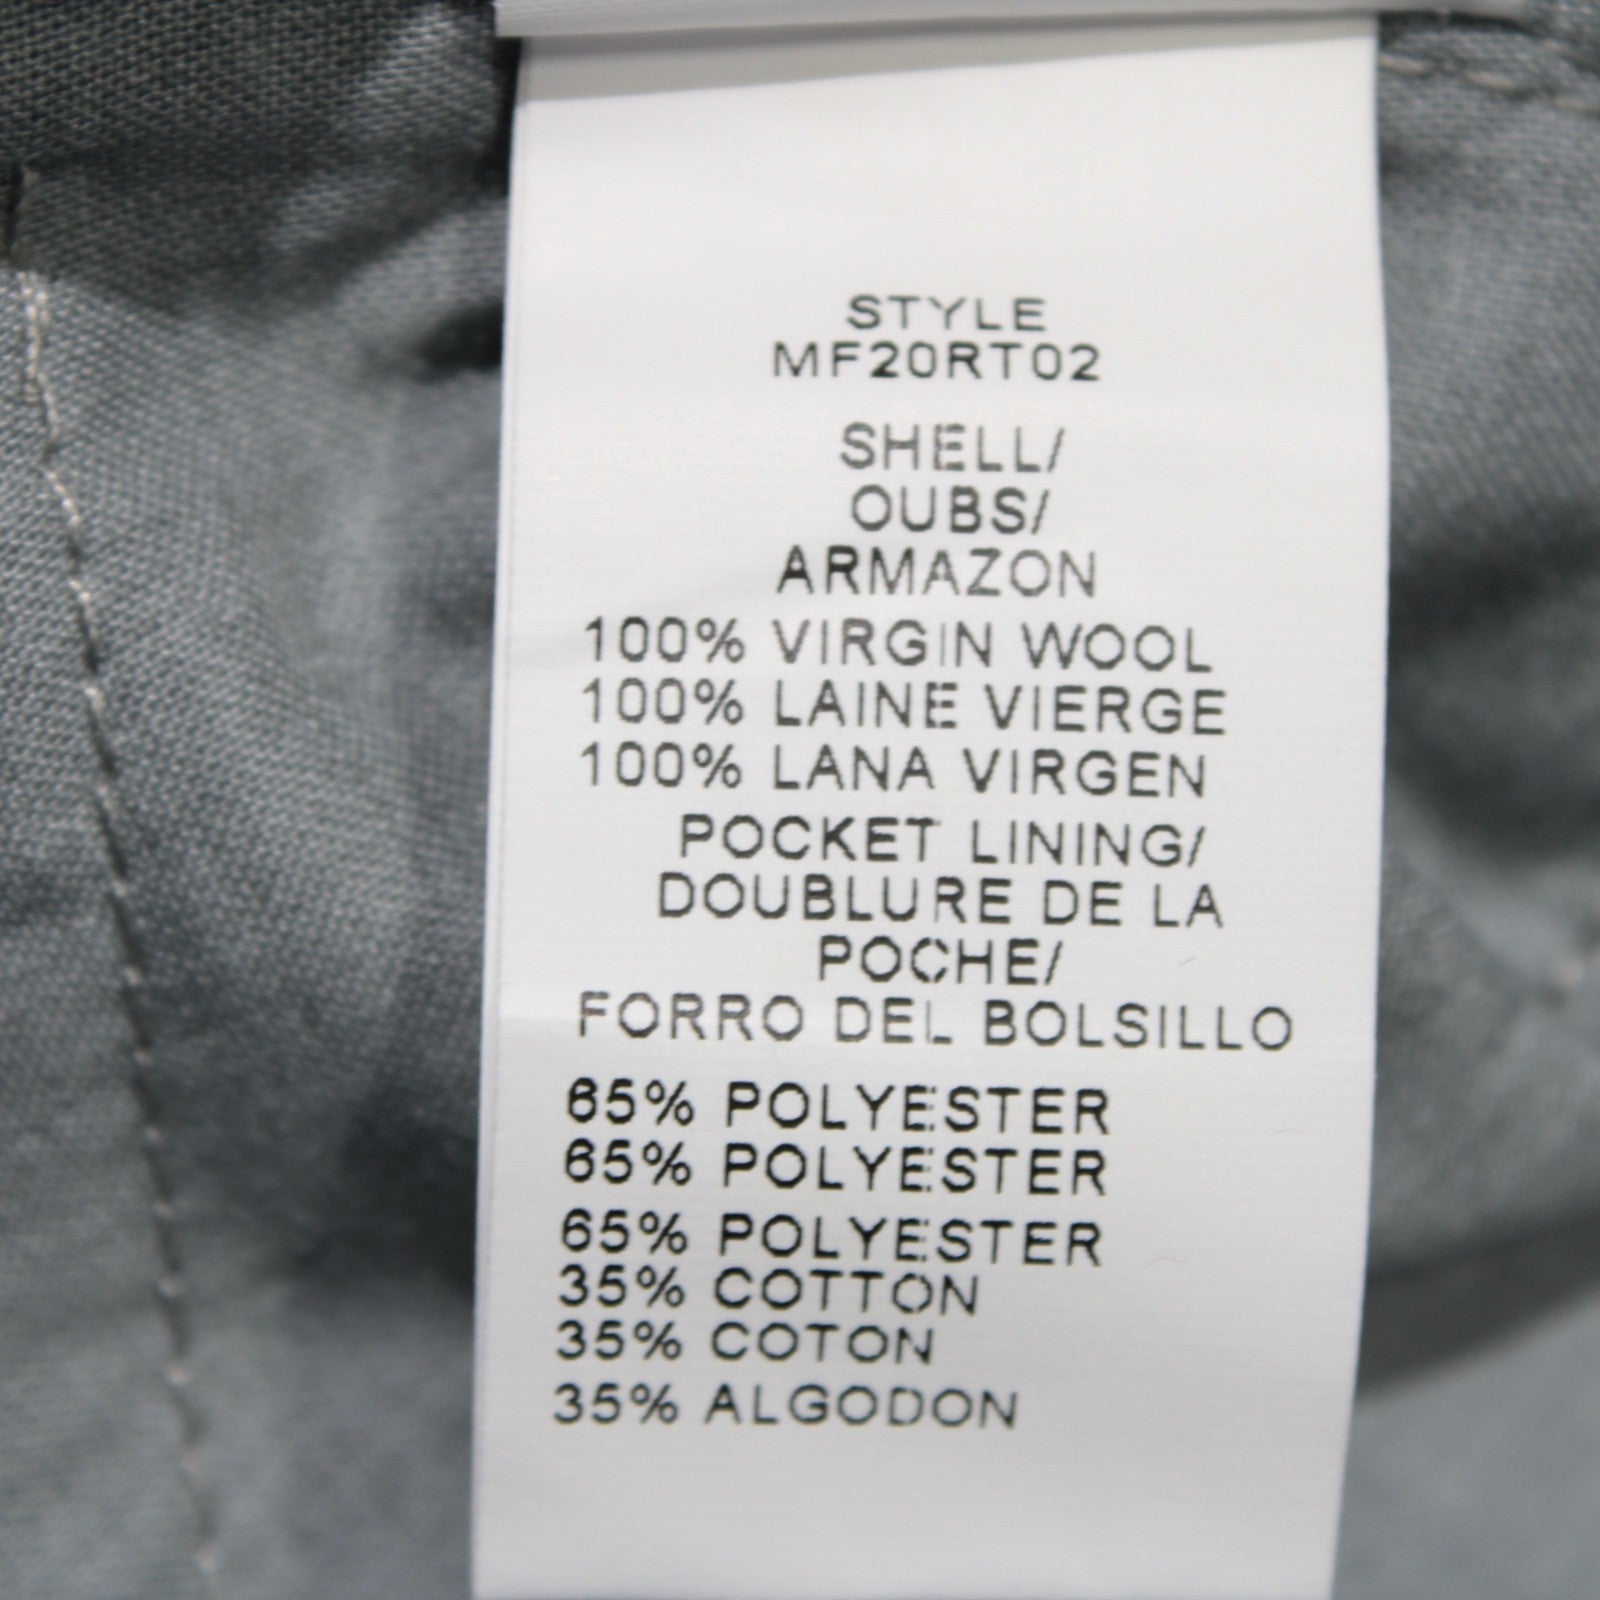 STYLE
MF20RT02
SHELL/
OUBS/
ARMAZON
100% VIRGIN WOOL
100% LAINE VIERGE
100% LANA VIRGEN
POCKET LINING/
DOUBLURE DE LA
POCHE/
FORRO DEL BOLSILLO
65% POLYESTER
65% POLYESTER
65% POLYESTER
35% COTTON
35% COTON
35% ALGODON